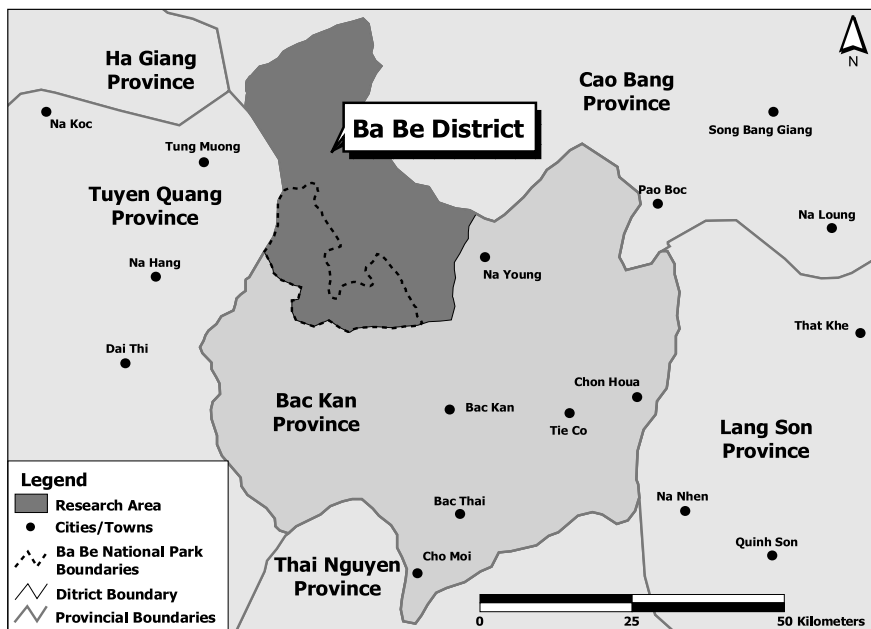 Ha Giang
Province
Na Koc
Tung Muong
Tuyen Quang
Province
Na Hang
Dai Thi
Ba Be District
Cao Bang
Province
N
Song Bang Giang
Pao Boc
Na Loung
Na Young
That Khe
Chon Houa
Bac Kan
Province
Bac Kan
Tie Co
Lang Son
Province
Bac Thai
Na Nhen
Thai Nguyen
Province
Cho Moi
Quinh Son
Legend
Research Area
Cities/Towns
Ba Be National Park
Boundaries
Ditrict Boundary
Provincial Boundaries
0 25 50 Kilometers